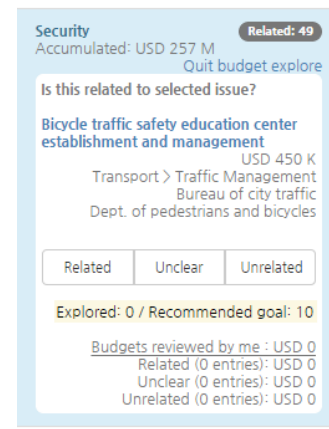 Security
Related: 49
Accumulated: USD 257 M
Quit budget explore
Is this related to selected issue?
Bicycle traffic safety education center
establishment and management
USD 450 K
Transport > Traffic Management
Bureau of city traffic
Dept. of pedestrians and bicycles
Related
Unclear
Unrelated
Explored: 0 / Recommended goal: 10
Budgets reviewed by me : USD 0
Related (0 entries): USD 0
Unclear (0 entries): USD 0
Unrelated (0 entries): USD 0